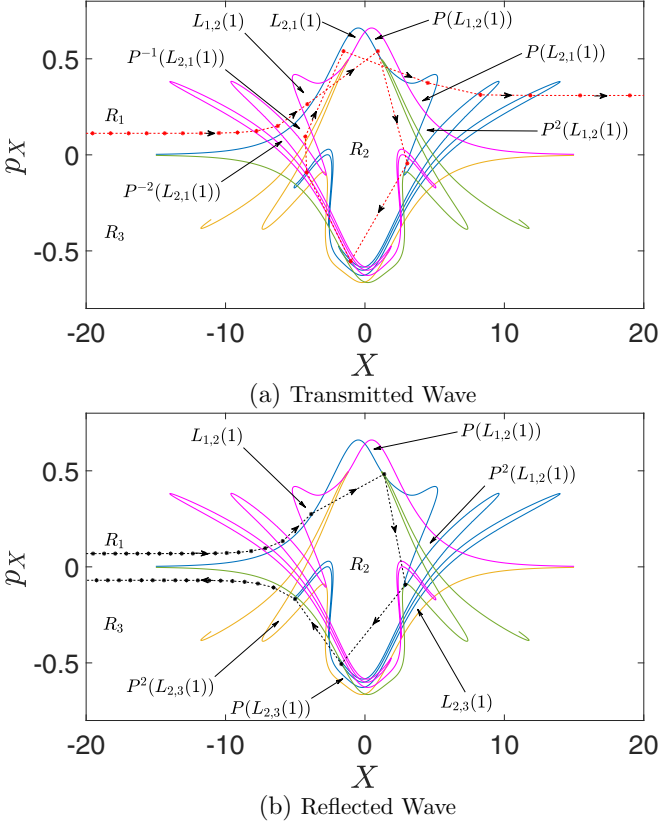 L_{1,2}(1) L_{2,1}(1) P(L_{1,2}(1))
P^{-1}(L_{2,1}(1)) P(L_{2,1}(1))
0.5
R_1
P^2(L_{1,2}(1))
p_X
0
R_2
P^{-2}(L_{2,1}(1))
R_3
-0.5
-20 -10 0 10 20
X
(a) Transmitted Wave
L_{1,2}(1) P(L_{1,2}(1))
P^2(L_{1,2}(1))
0.5
R_1
p_X
0
R_2
R_3
-0.5
P^2(L_{2,3}(1)) P(L_{2,3}(1)) L_{2,3}(1)
-20 -10 0 10 20
X
(b) Reflected Wave